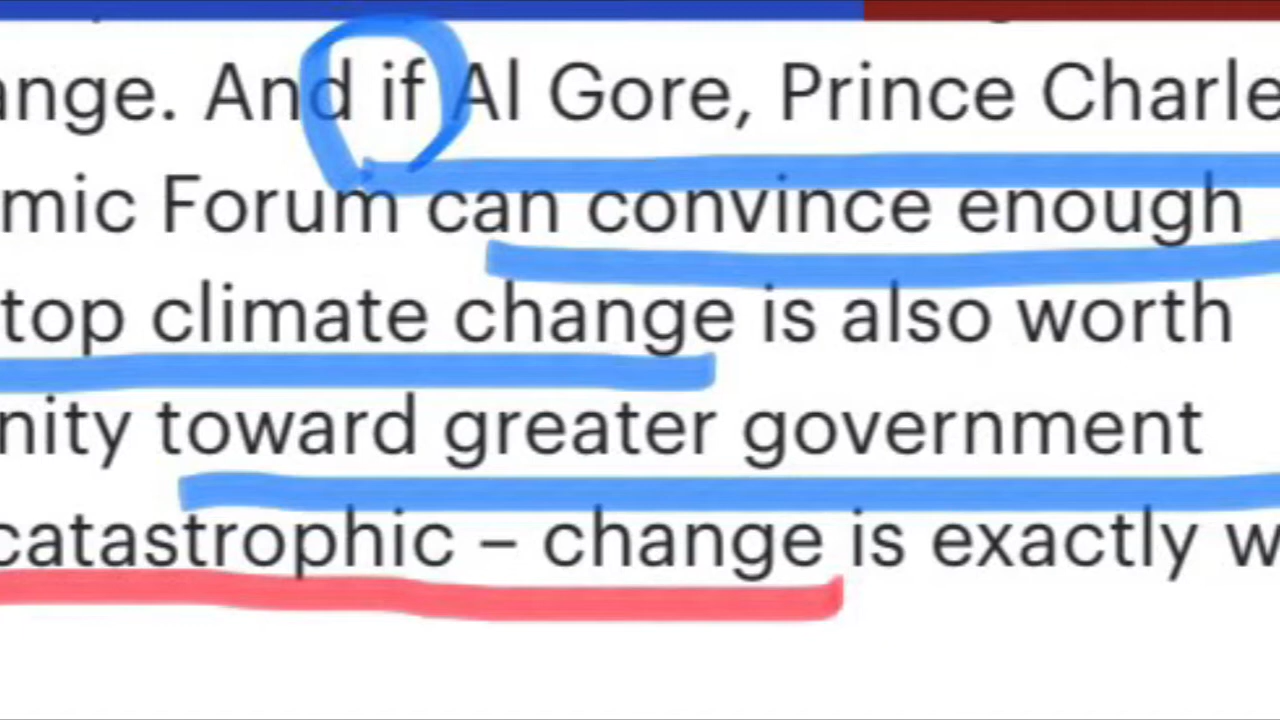 ange. And if Al Gore, Prince Charle
mic Forum can convince enough
top climate change is also worth
nity toward greater government
catastrophic – change is exactly w